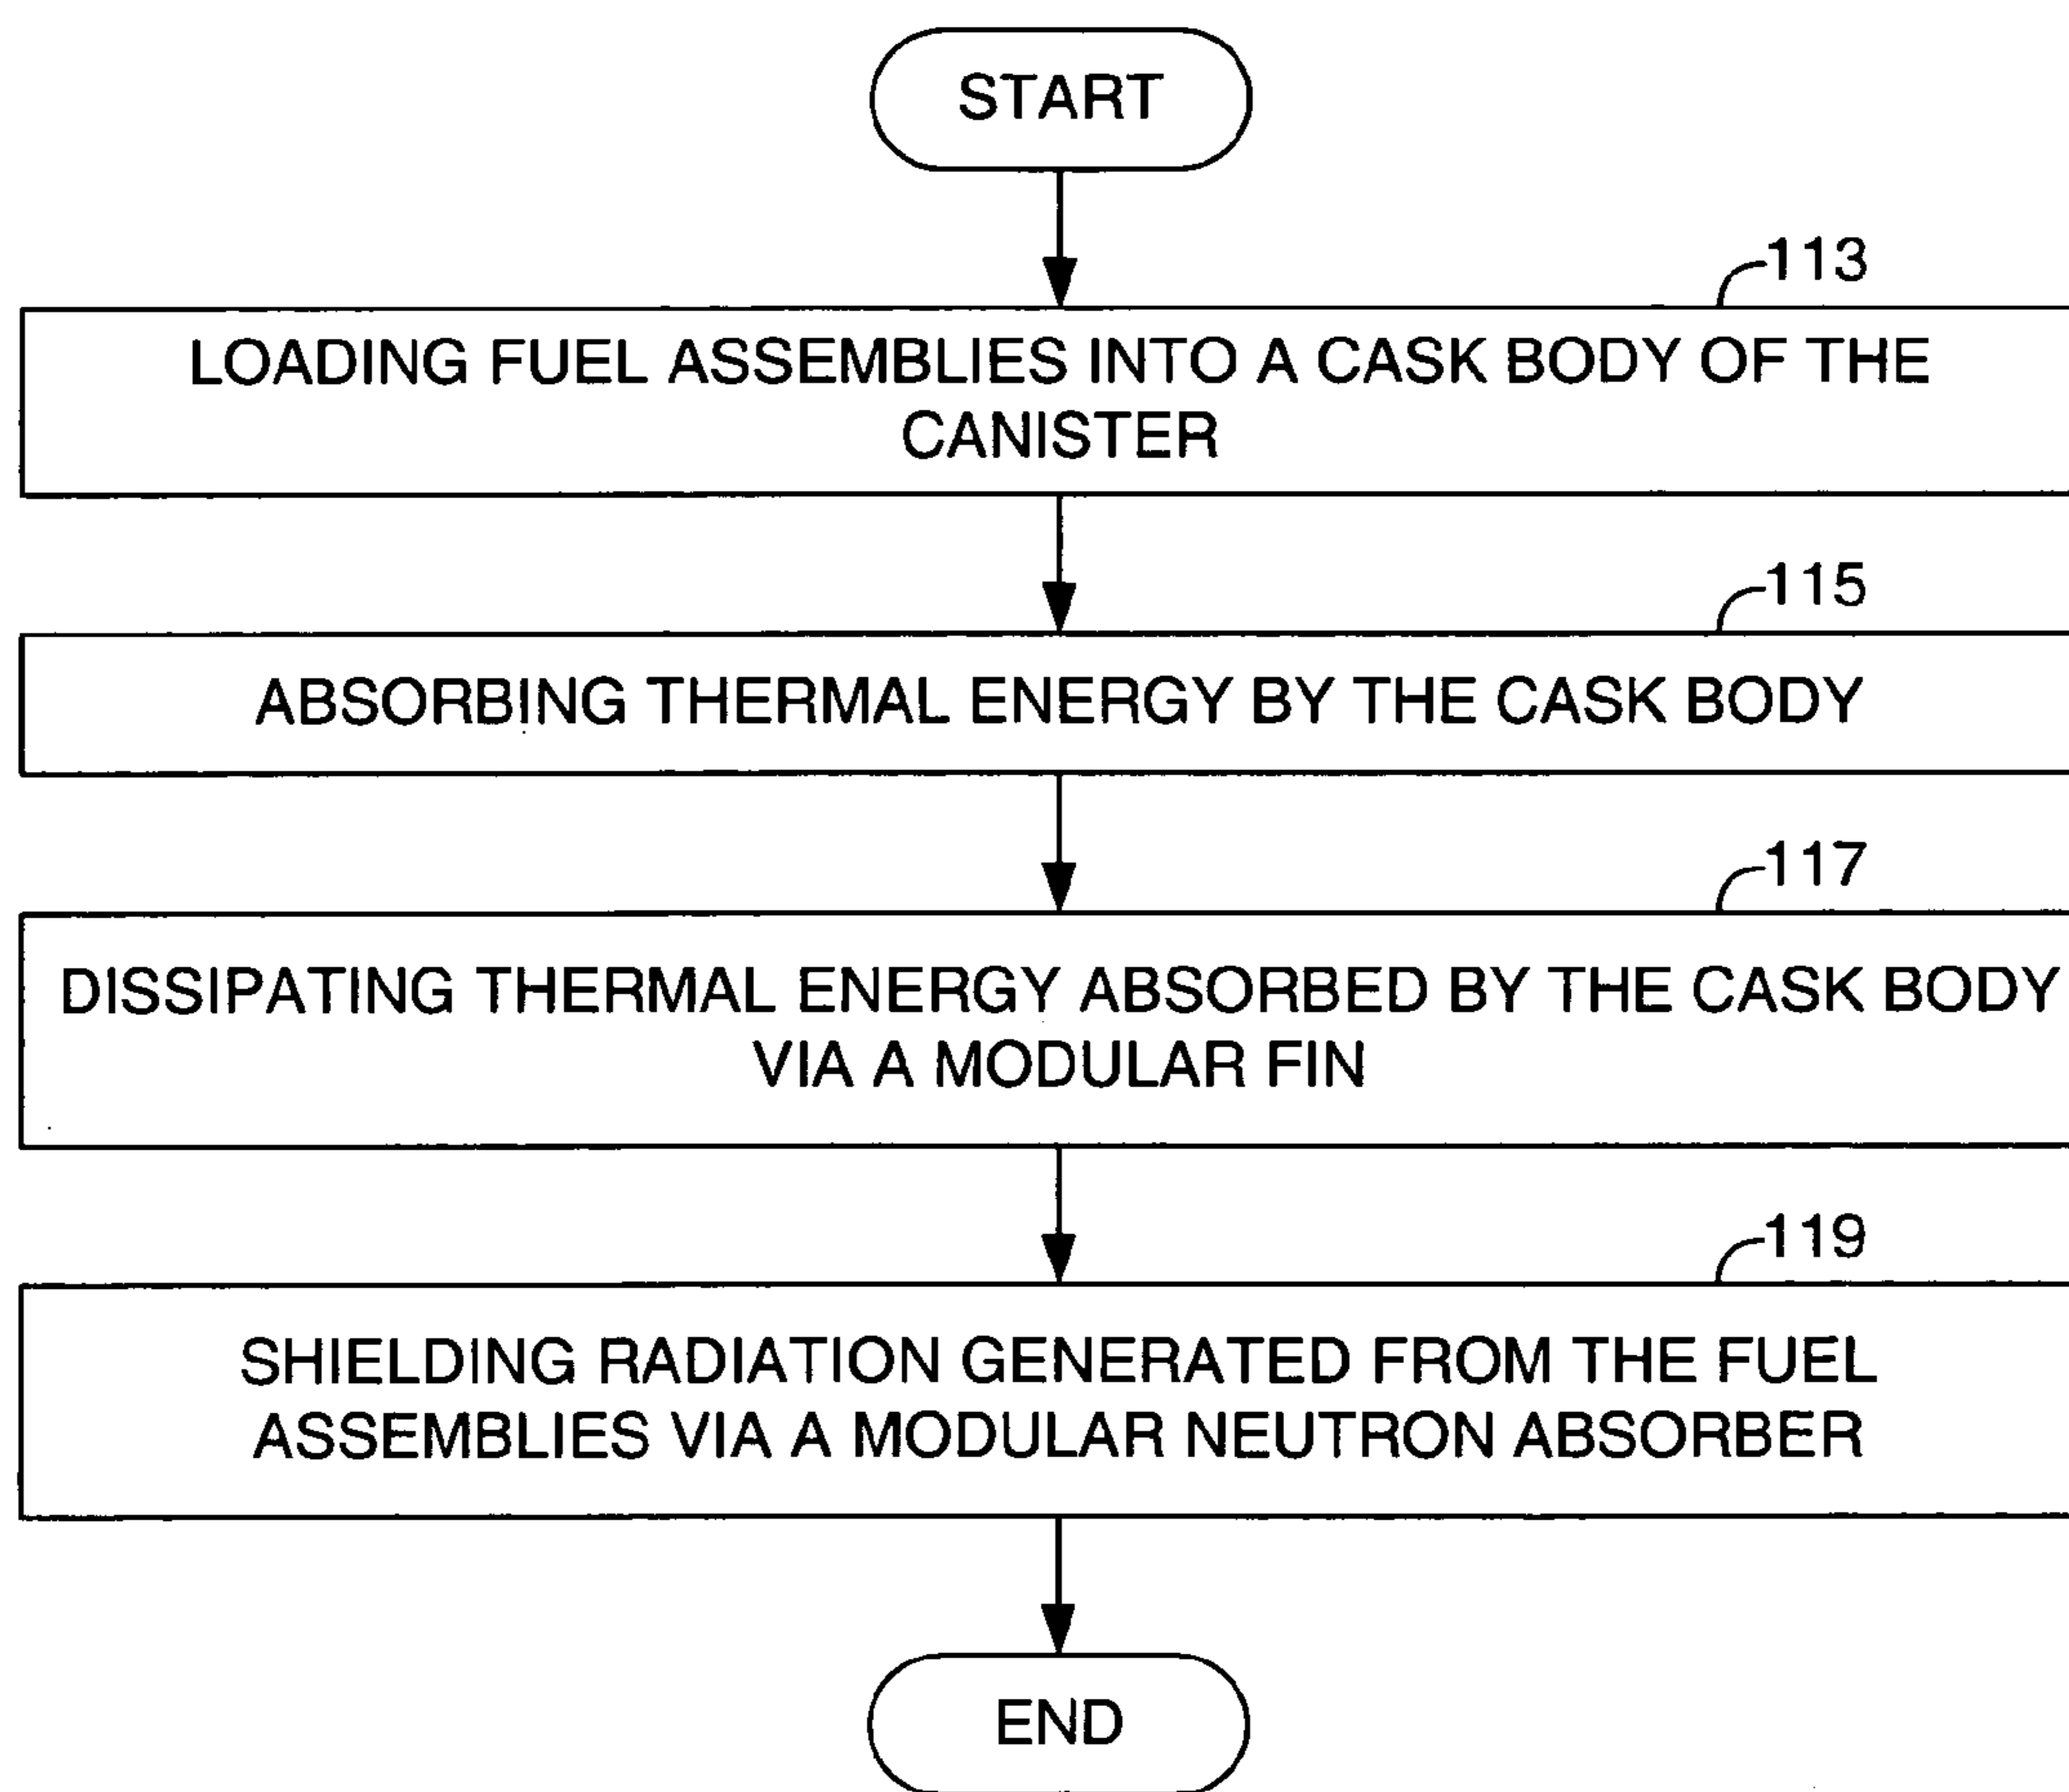 START
113
LOADING FUEL ASSEMBLIES INTO A CASK BODY OF THE
CANISTER
115
ABSORBING THERMAL ENERGY BY THE CASK BODY
117
DISSIPATING THERMAL ENERGY ABSORBED BY THE CASK BODY
VIA A MODULAR FIN
119
SHIELDING RADIATION GENERATED FROM THE FUEL
ASSEMBLIES VIA A MODULAR NEUTRON ABSORBER
END